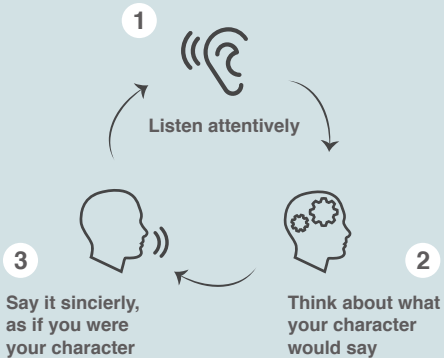 1
Listen attentively
2
Think about what
your character
would say
3
Say it sincierly,
as if you were
your character